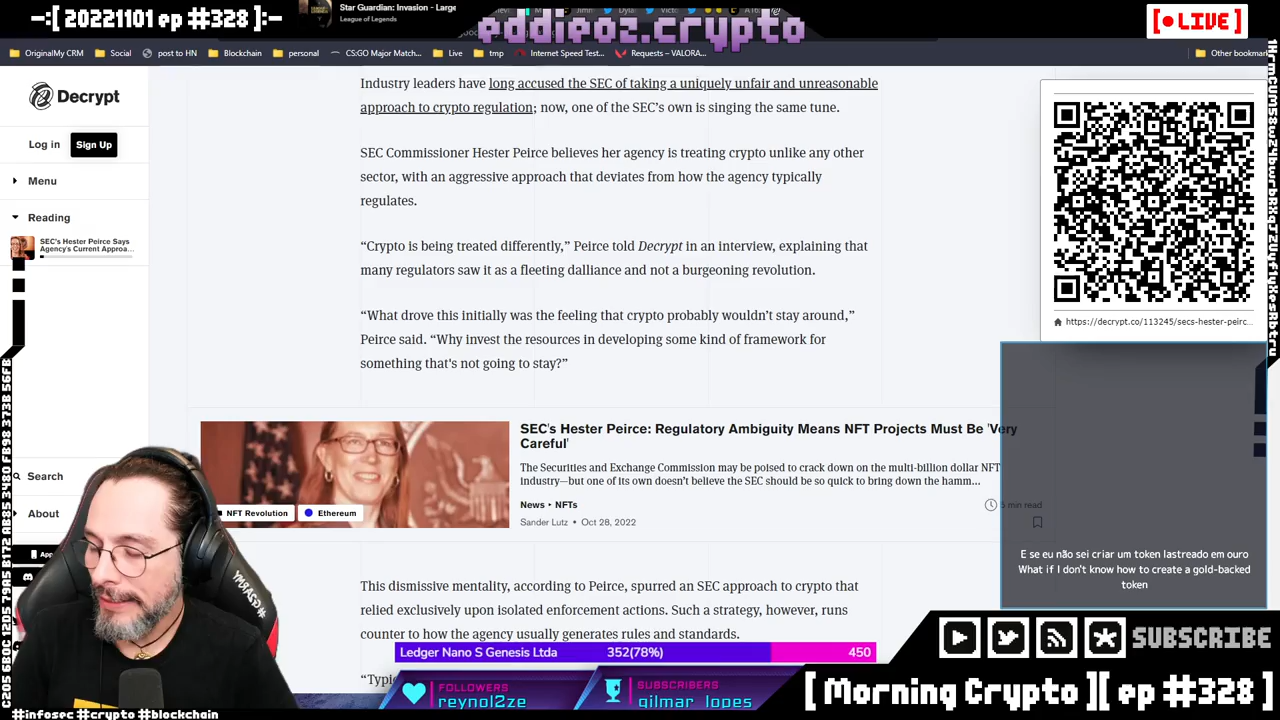 -:[ 20221101 ep #328 ]:-
Star Guardian: Invasion - Large
League of Legends
eddieoz.crypto
[● LIVE]
OriginalMy CRM
Social
post to HN
Blockchain
personal
CS:GO Major Match...
Live
tmp
Internet Speed Test...
Requests – VALORA...
Other bookmar
Decrypt
Log in
Sign Up
Menu
Reading
SEC's Hester Peirce Says
Agency's Current Approa...
Search
About
App
Industry leaders have long accused the SEC of taking a uniquely unfair and unreasonable
approach to crypto regulation; now, one of the SEC’s own is singing the same tune.
SEC Commissioner Hester Peirce believes her agency is treating crypto unlike any other
sector, with an aggressive approach that deviates from how the agency typically
regulates.
“Crypto is being treated differently,” Peirce told Decrypt in an interview, explaining that
many regulators saw it as a fleeting dalliance and not a burgeoning revolution.
“What drove this initially was the feeling that crypto probably wouldn’t stay around,”
Peirce said. “Why invest the resources in developing some kind of framework for
something that's not going to stay?”
SEC's Hester Peirce: Regulatory Ambiguity Means NFT Projects Must Be 'Very
Careful'
The Securities and Exchange Commission may be poised to crack down on the multi-billion dollar NFT
industry—but one of its own doesn’t believe the SEC should be so quick to bring down the hamm...
News • NFTs
min read
Sander Lutz • Oct 28, 2022
NFT Revolution
Ethereum
This dismissive mentality, according to Peirce, spurred an SEC approach to crypto that
relied exclusively upon isolated enforcement actions. Such a strategy, however, runs
counter to how the agency usually generates rules and standards.
“Typi
https://decrypt.co/113245/secs-hester-peirc...
E se eu não sei criar um token lastreado em ouro
What if I don't know how to create a gold-backed
token
Ledger Nano S Genesis Ltda
352(78%)
450
FOLLOWERS
reynol2ze
SUBSCRIBERS
gilmar_lopes
SUBSCRIBE
[ Morning Crypto ][ ep #328 ]
#infosec #crypto #blockchain